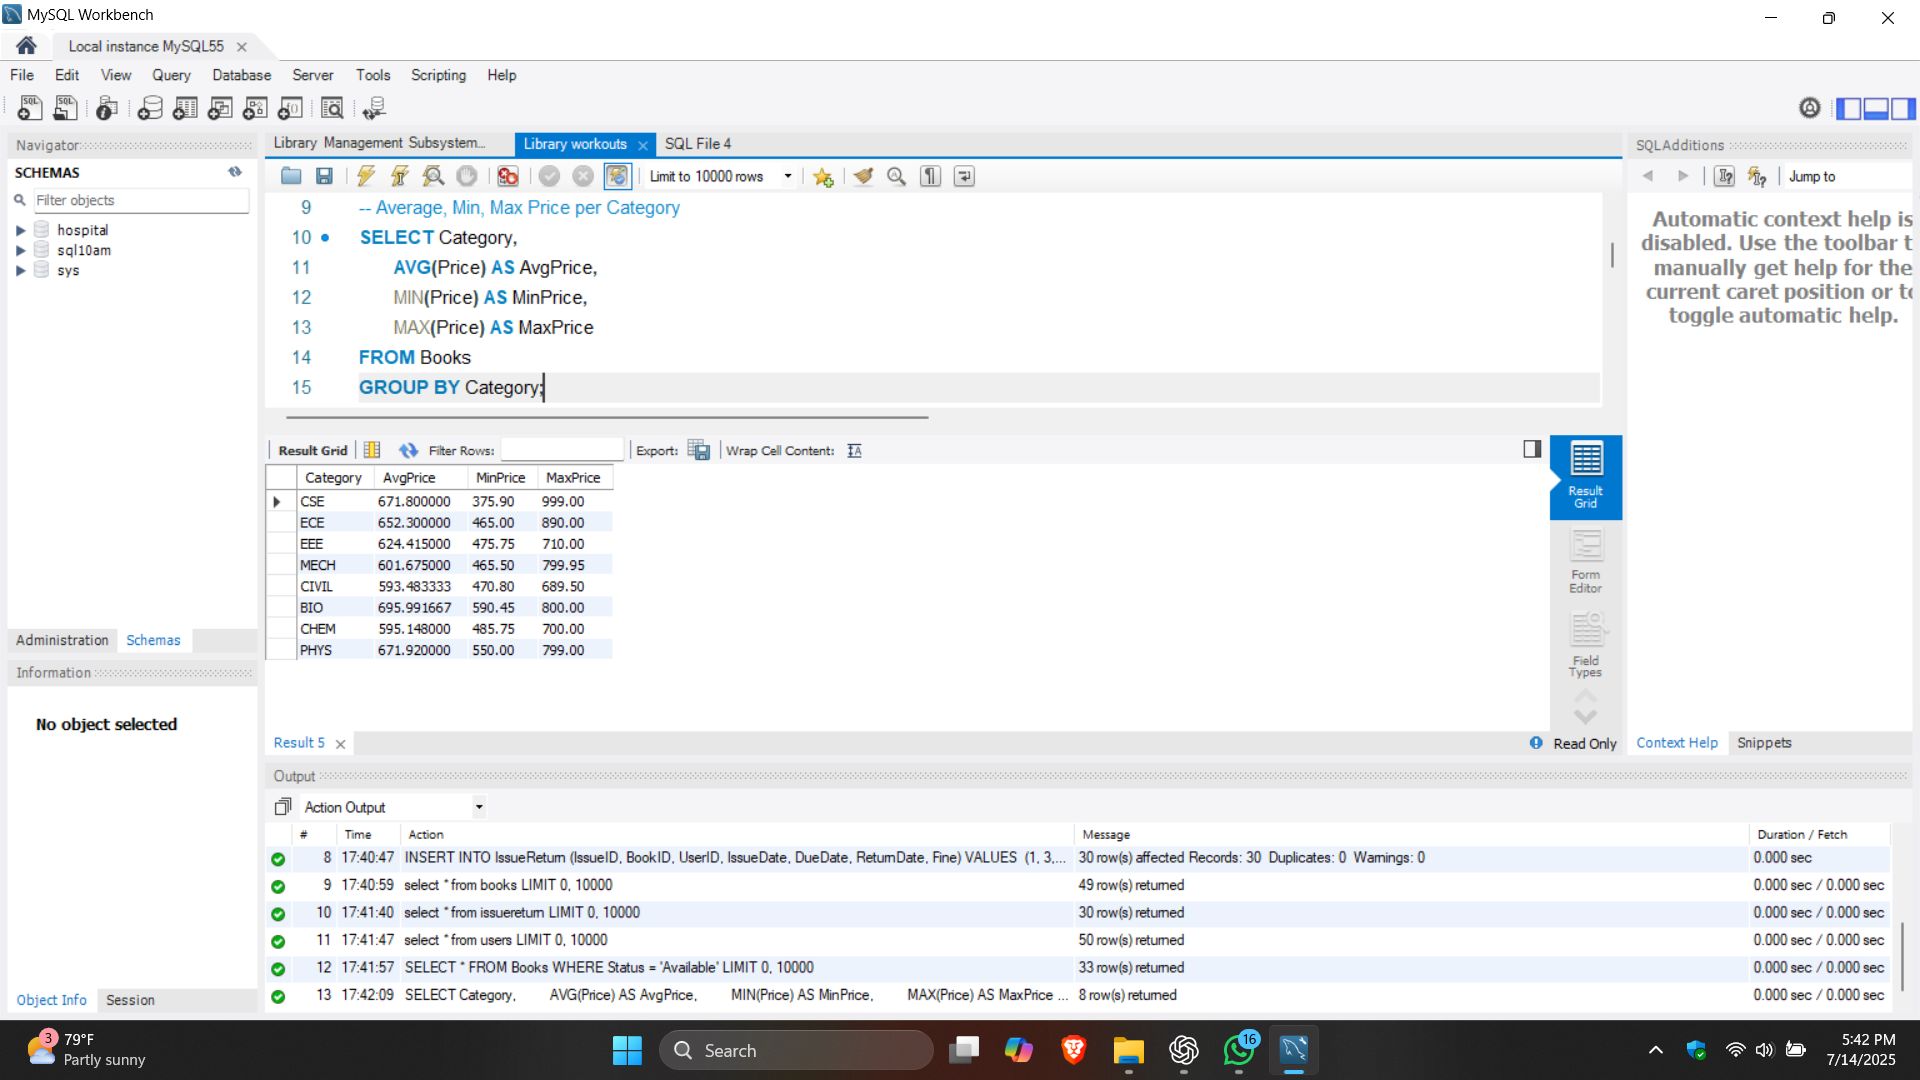 MySQL Workbench
Local instance MySQL55
File Edit View Query Database Server Tools Scripting Help
Navigator
SCHEMAS
Filter objects
hospital
sql10am
sys
Administration Schemas
Information
No object selected
Object Info Session
Library Management Subsystem... Library workouts SQL File 4
Limit to 10000 rows
9 -- Average, Min, Max Price per Category
10 SELECT Category,
11 AVG(Price) AS AvgPrice,
12 MIN(Price) AS MinPrice,
13 MAX(Price) AS MaxPrice
14 FROM Books
15 GROUP BY Category;
Result Grid Filter Rows: Export: Wrap Cell Content:
Category AvgPrice MinPrice MaxPrice
CSE 671.800000 375.90 999.00
ECE 652.300000 465.00 890.00
EEE 624.415000 475.75 710.00
MECH 601.675000 465.50 799.95
CIVIL 593.483333 470.80 689.50
BIO 695.991667 590.45 800.00
CHEM 595.148000 485.75 700.00
PHYS 671.920000 550.00 799.00
Result
Grid
Form
Editor
Field
Types
Result 5
Read Only
SQLAdditions
Jump to
Automatic context help is
disabled. Use the toolbar t
manually get help for the
current caret position or to
toggle automatic help.
Context Help Snippets
Output
Action Output
# Time Action Message Duration / Fetch
8 17:40:47 INSERT INTO IssueReturn (IssueID, BookID, UserID, IssueDate, DueDate, ReturnDate, Fine) VALUES (1, 3,... 30 row(s) affected Records: 30 Duplicates: 0 Warnings: 0 0.000 sec
9 17:40:59 select * from books LIMIT 0, 10000 49 row(s) returned 0.000 sec / 0.000 sec
10 17:41:40 select * from issuereturn LIMIT 0, 10000 30 row(s) returned 0.000 sec / 0.000 sec
11 17:41:47 select * from users LIMIT 0, 10000 50 row(s) returned 0.000 sec / 0.000 sec
12 17:41:57 SELECT * FROM Books WHERE Status = 'Available' LIMIT 0, 10000 33 row(s) returned 0.000 sec / 0.000 sec
13 17:42:09 SELECT Category, AVG(Price) AS AvgPrice, MIN(Price) AS MinPrice, MAX(Price) AS MaxPrice ... 8 row(s) returned 0.000 sec / 0.000 sec
3
79°F
Partly sunny
Search
16
5:42 PM
7/14/2025